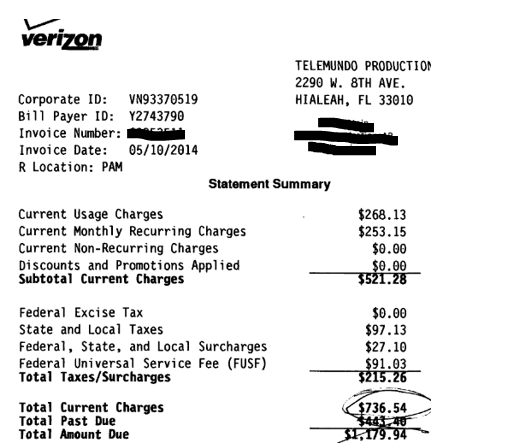 verizon
TELEMUNDO PRODUCTION
2290 W. 8TH AVE.
HIALEAH, FL 33010
Corporate ID: VN93370519
Bill Payer ID: Y2743790
Invoice Number:
Invoice Date: 05/10/2014
R Location: PAM
Statement Summary
Current Usage Charges $268.13
Current Monthly Recurring Charges $253.15
Current Non-Recurring Charges $0.00
Discounts and Promotions Applied $0.00
Subtotal Current Charges $521.28
Federal Excise Tax $0.00
State and Local Taxes $97.13
Federal, State, and Local Surcharges $27.10
Federal Universal Service Fee (FUSF) $91.03
Total Taxes/Surcharges $215.26
Total Current Charges $736.54
Total Past Due $443.40
Total Amount Due $1,179.94